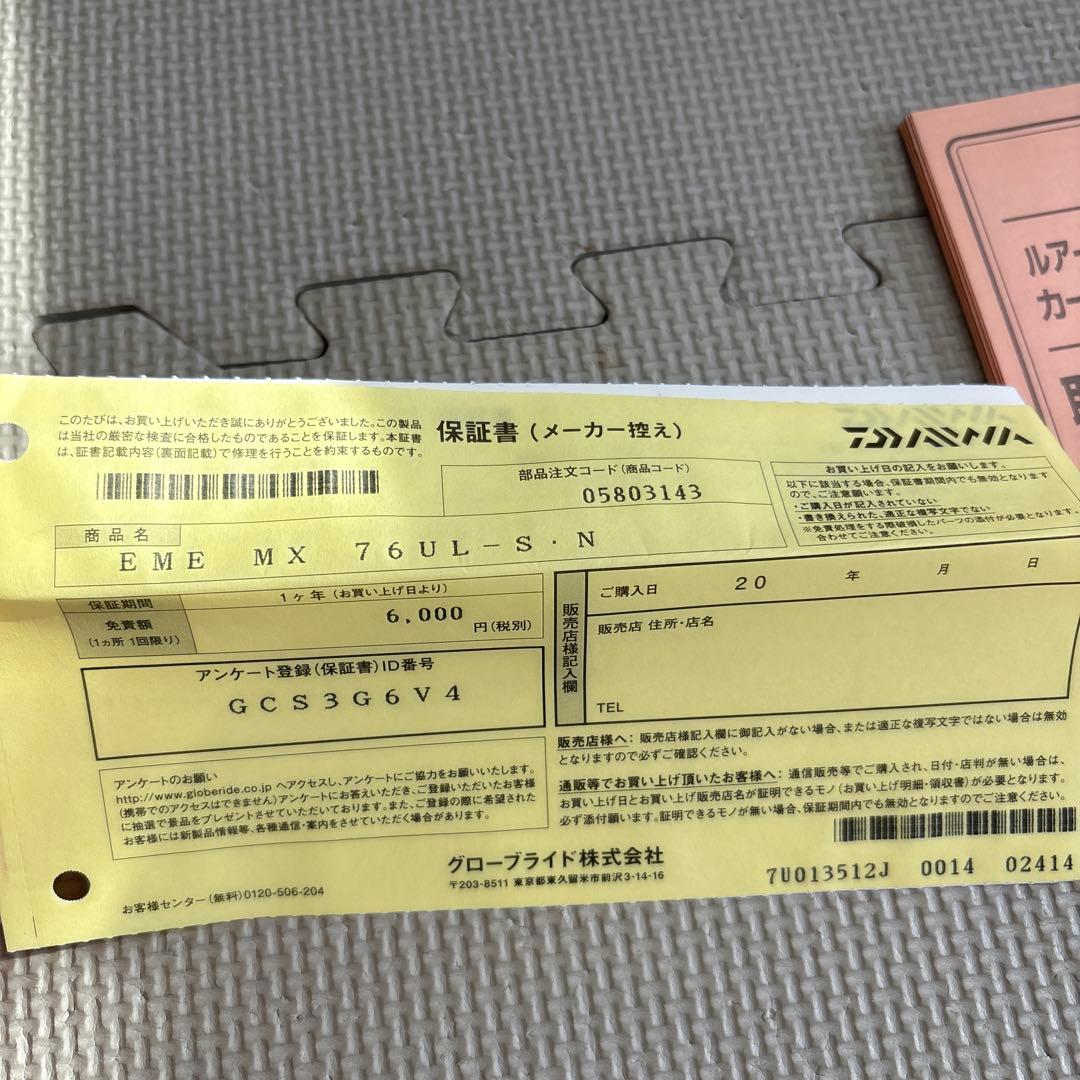 このたびは、お買い上げいただき誠にありがとうございました。この製品
は当社の厳密な検査に合格したものであることを保証します。本証書
は、証書記載内容(裏面記載)で修理を行うことを約束するものです。
保証書(メーカー控え)
DAIWA
部品注文コード(商品コード)
05803143
お買い上げ日の記入をお願いします。
以下に該当する場合、保証書期間内でも無効となります
ので、ご注意願います。
・ご購入日が記入されていない
・書き換えられた、適正な複写文字でない
※免責処理をする際破損したパーツの添付が必要となります。
合わせてご注意ください。
商品名
EME MX 76UL-S・N
保証期間
1ヶ年(お買い上げ日より)
免責額
(1ヵ所1回限り)
6,000
円(税別)
アンケート登録(保証書)ID番号
GCS3G6V4
販売店様記入欄
ご購入日 20 年 月 日
販売店 住所・店名
TEL
販売店様へ: 販売店様記入欄に御記入がない場合、または適正な複写文字ではない場合は無効
となりますので必ずご確認ください。
通販等でお買い上げ頂いたお客様へ: 通信販売等でご購入され、日付・店判が無い場合は、
お買い上げ日とお買い上げ販売店名が証明できるモノ(お買い上げ明細・領収書)が必要となります。
必ず添付願います。証明できるモノが無い場合、保証期間内でも無効となりますのでご注意ください。
アンケートのお願い
http://www.globeride.co.jp へアクセスし、アンケートにご協力をお願いいたします。
(携帯でのアクセスはできません)アンケートにお答えいただき、ご登録いただいたお客様
に抽選で景品をプレゼントさせていただいております。また、ご登録の際に希望された
お客様には新製品情報等、各種通信・案内をさせていただく場合があります。
グローブライド株式会社
〒203-8511 東京都東久留米市前沢3-14-16
お客様センター(無料)0120-506-204
7U013512J 0014 02414
ルアー
カー